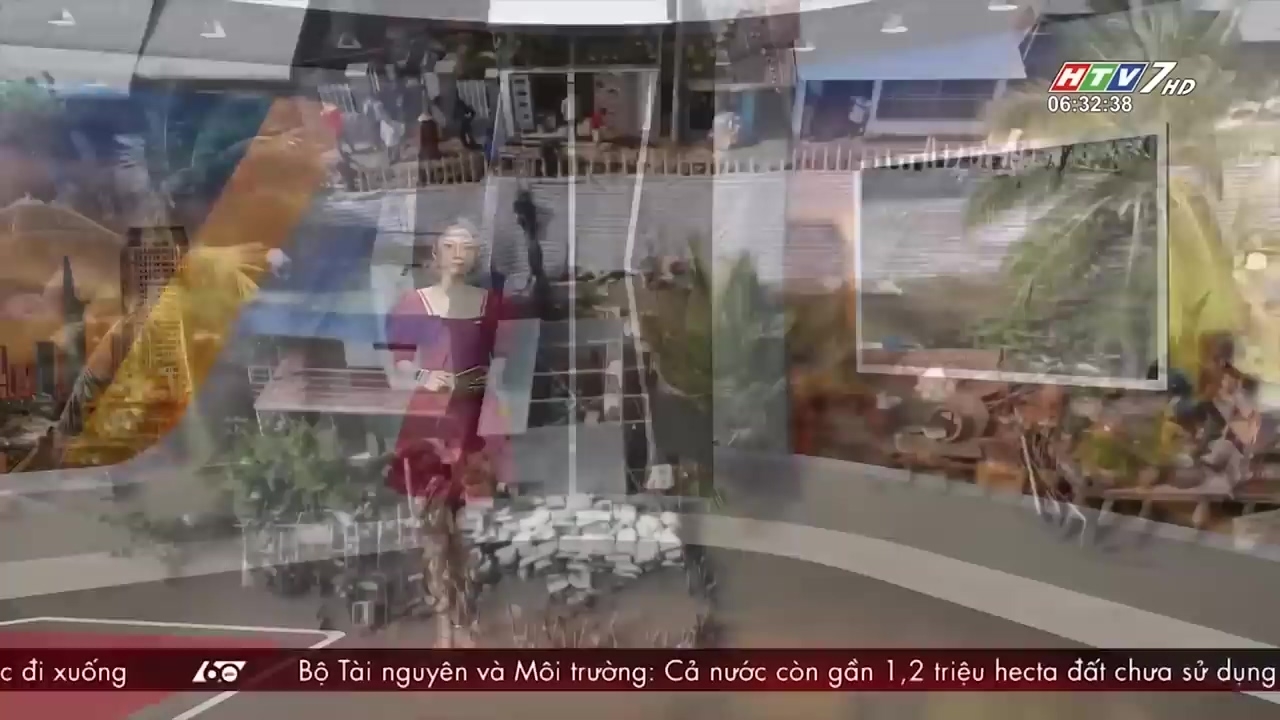 HTV7 HD
06:32:38
c đi xuống 60 Bộ Tài nguyên và Môi trường: Cả nước còn gần 1,2 triệu hecta đất chưa sử dụng